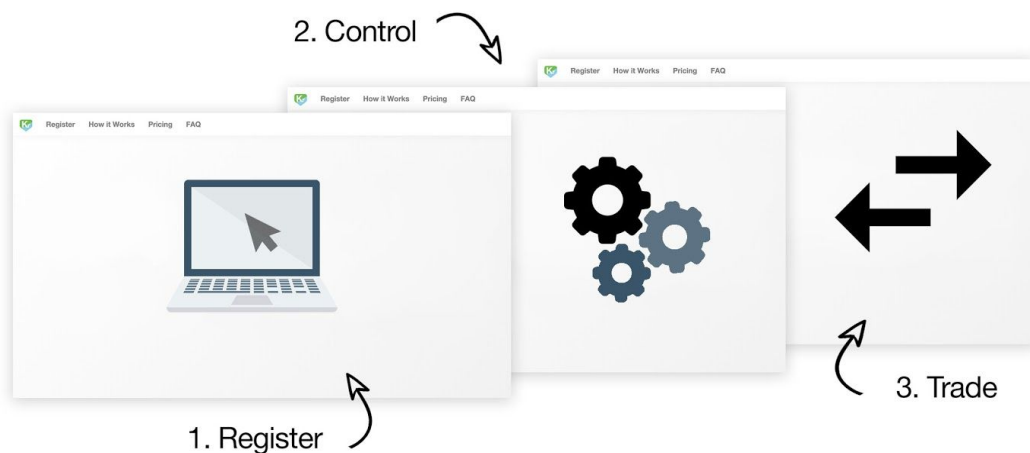 2. Control
Register How it Works Pricing FAQ
Register How it Works Pricing FAQ
Register How it Works Pricing FAQ
3. Trade
1. Register